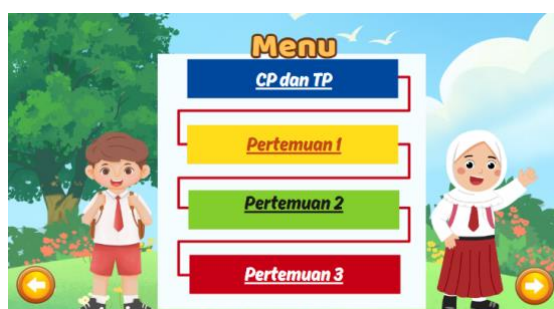 Menu
CP dan TP
Pertemuan 1
Pertemuan 2
Pertemuan 3